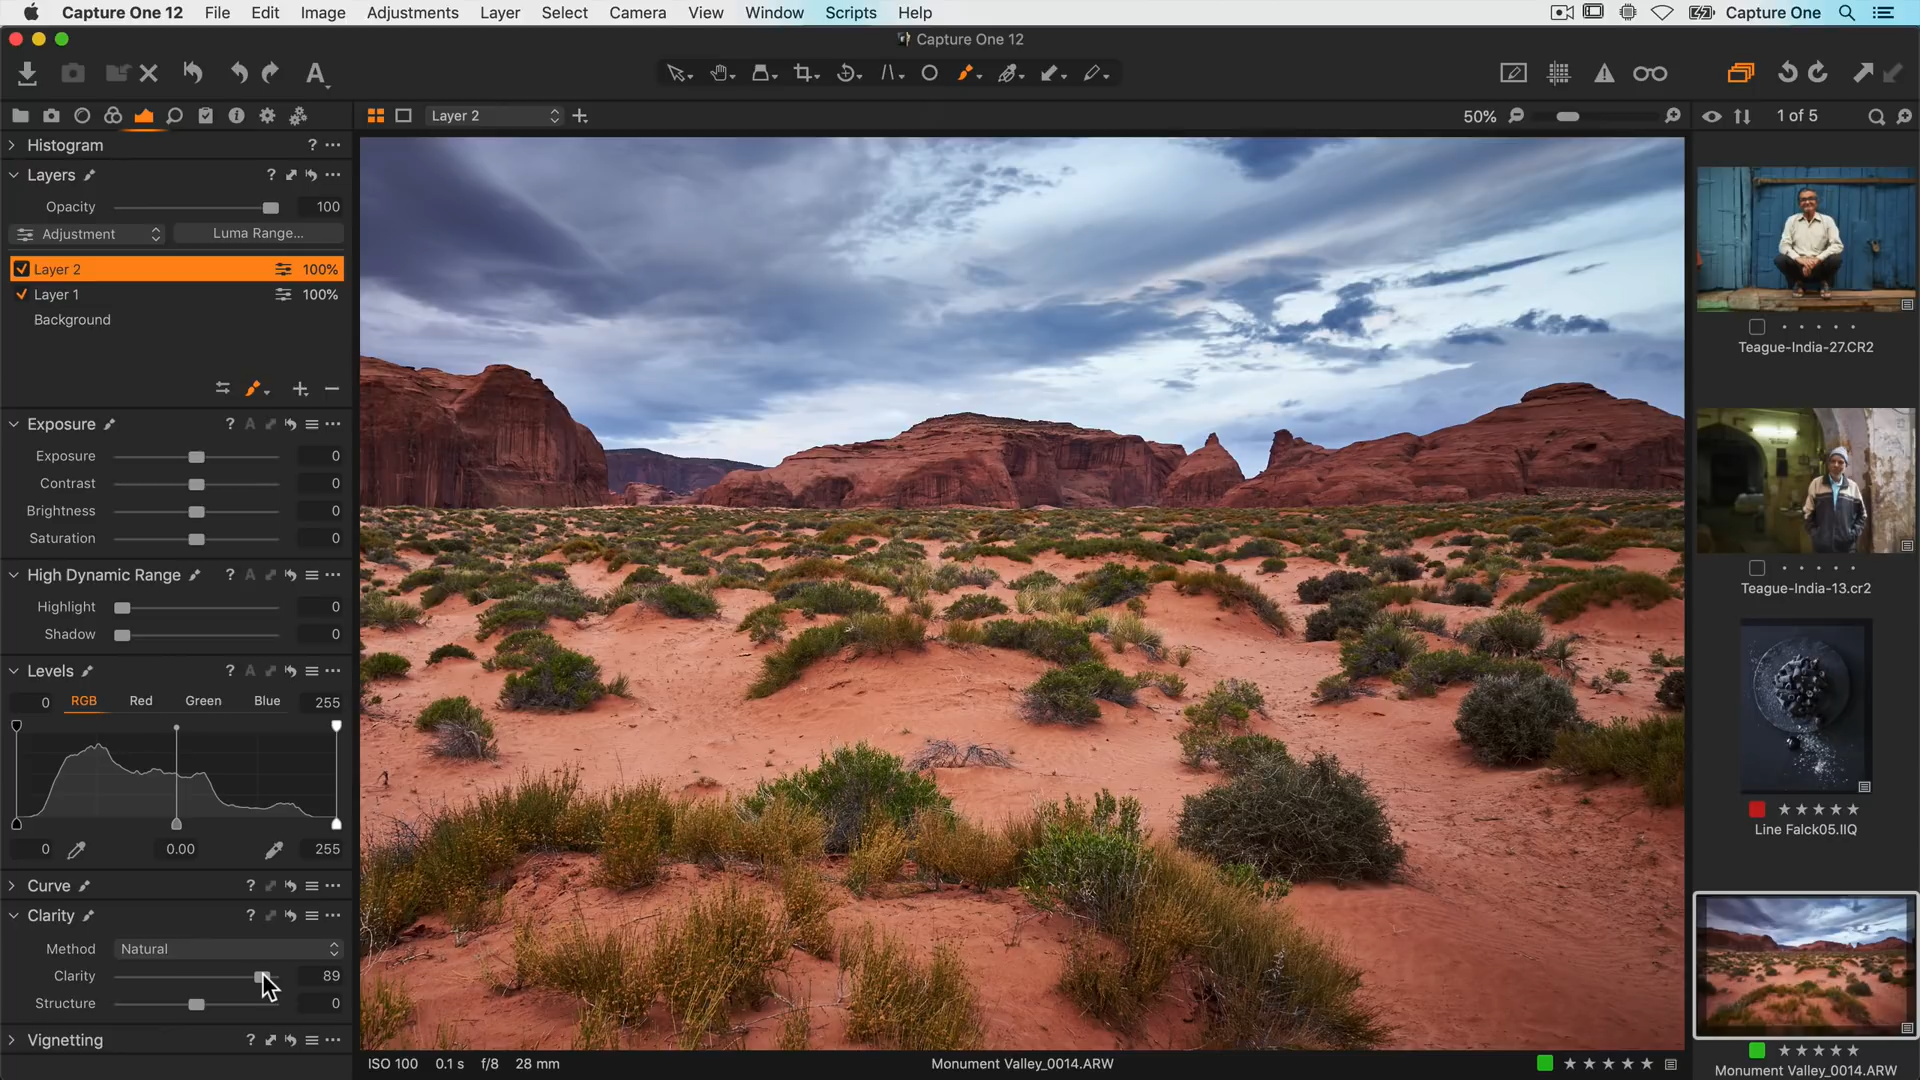 Capture One 12 File Edit Image Adjustments Layer Select Camera View Window Scripts Help Capture One
Capture One 12
A
Layer 2 50% 1 of 5
Histogram ?
Layers ?
Opacity 100
Adjustment Luma Range...
Layer 2 100%
Layer 1 100%
Background
Exposure ? A
Exposure 0
Contrast 0
Brightness 0
Saturation 0
High Dynamic Range ? A
Highlight 0
Shadow 0
Levels ? A
0 RGB Red Green Blue 255
0 0.00 255
Curve ?
Clarity ?
Method Natural
Clarity 89
Structure 0
Vignetting ?
ISO 100 0.1 s f/8 28 mm Monument Valley_0014.ARW
Teague-India-27.CR2
Teague-India-13.cr2
Line Falck05.IIQ
Monument Valley_0014.ARW